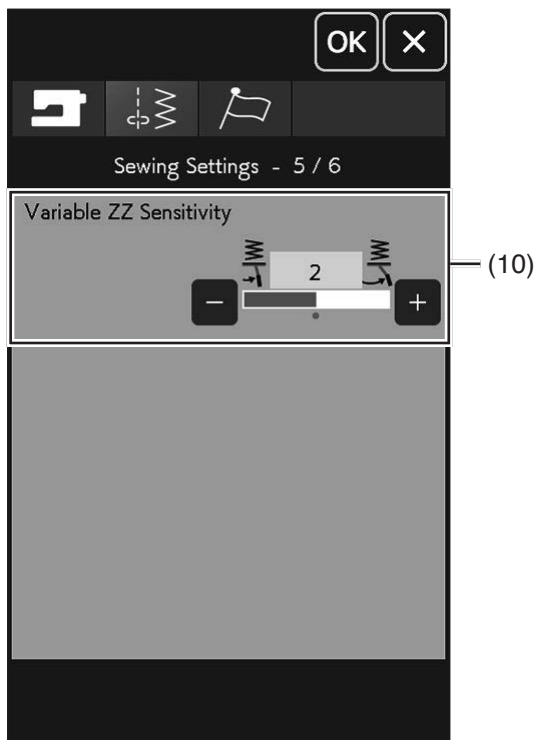 OK ×
Sewing Settings - 5 / 6
Variable ZZ Sensitivity
2
− +
(10)